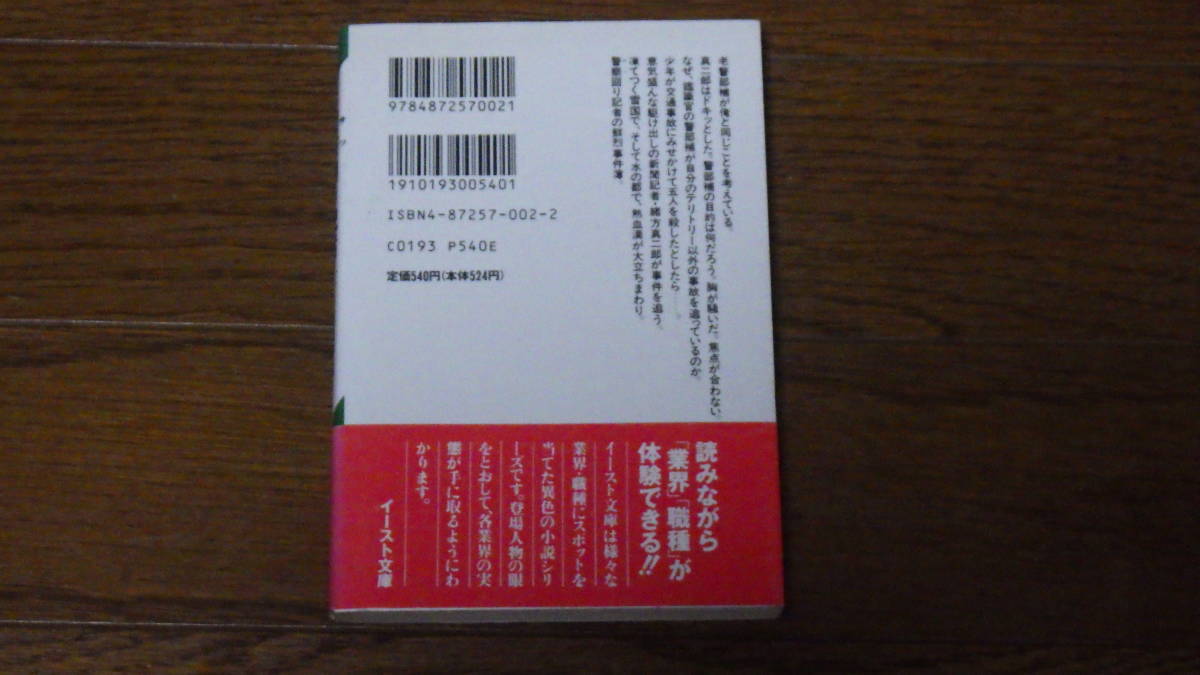 老警部補が俺と同じことを考えている。
真二郎はドキッとした。警部補の目的は何だろう。胸が騒いだ。焦点が合わない。
なぜ、鑑識官の警部補が自分のテリトリー以外の事故を追っているのか。
少年が交通事故にみせかけて五人を殺したとしたら……。
意気盛んな駆け出しの新聞記者・緒方真二郎が事件を追う。
凍てつく雪国で、そして水の都で、熱血漢が大立ちまわり。
警察回り記者の鮮烈事件簿。
9784872570021
1910193005401
ISBN4-87257-002-2
C0193 P540E
定価540円(本体524円)
読みながら
「業界」「職種」が
体験できる!!
イースト文庫は様々な
業界・職種にスポットを
当てた異色の小説シリ
ーズです。登場人物の眼
をとおして、各業界の実
態が手に取るようにわ
かります。
イースト文庫